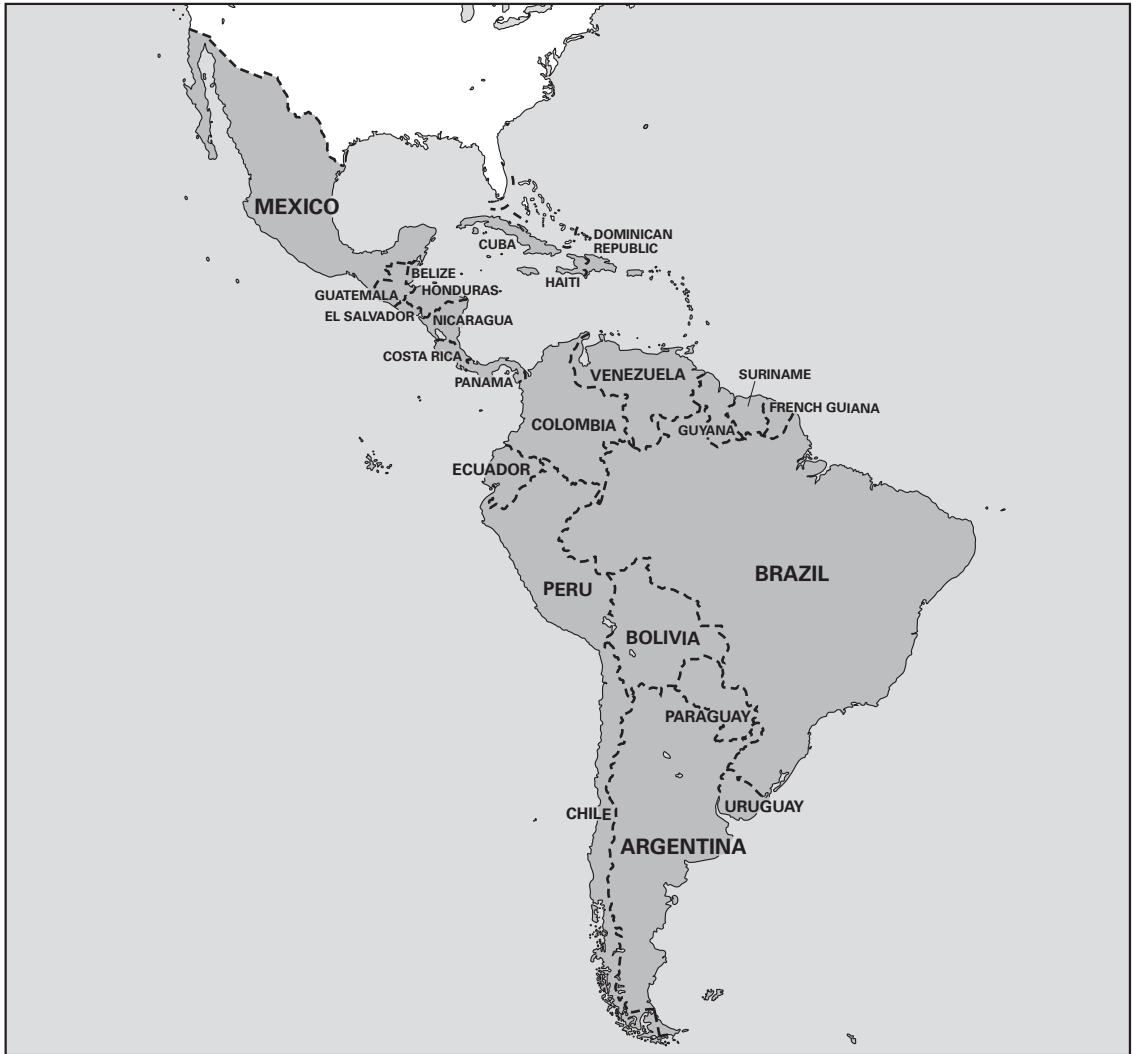 MEXICO
CUBA
DOMINICAN
REPUBLIC
HAITI
BELIZE
HONDURAS
GUATEMALA
EL SALVADOR
NICARAGUA
COSTA RICA
PANAMA
VENEZUELA
SURINAME
FRENCH GUIANA
GUYANA
COLOMBIA
ECUADOR
BRAZIL
PERU
BOLIVIA
PARAGUAY
CHILE
URUGUAY
ARGENTINA